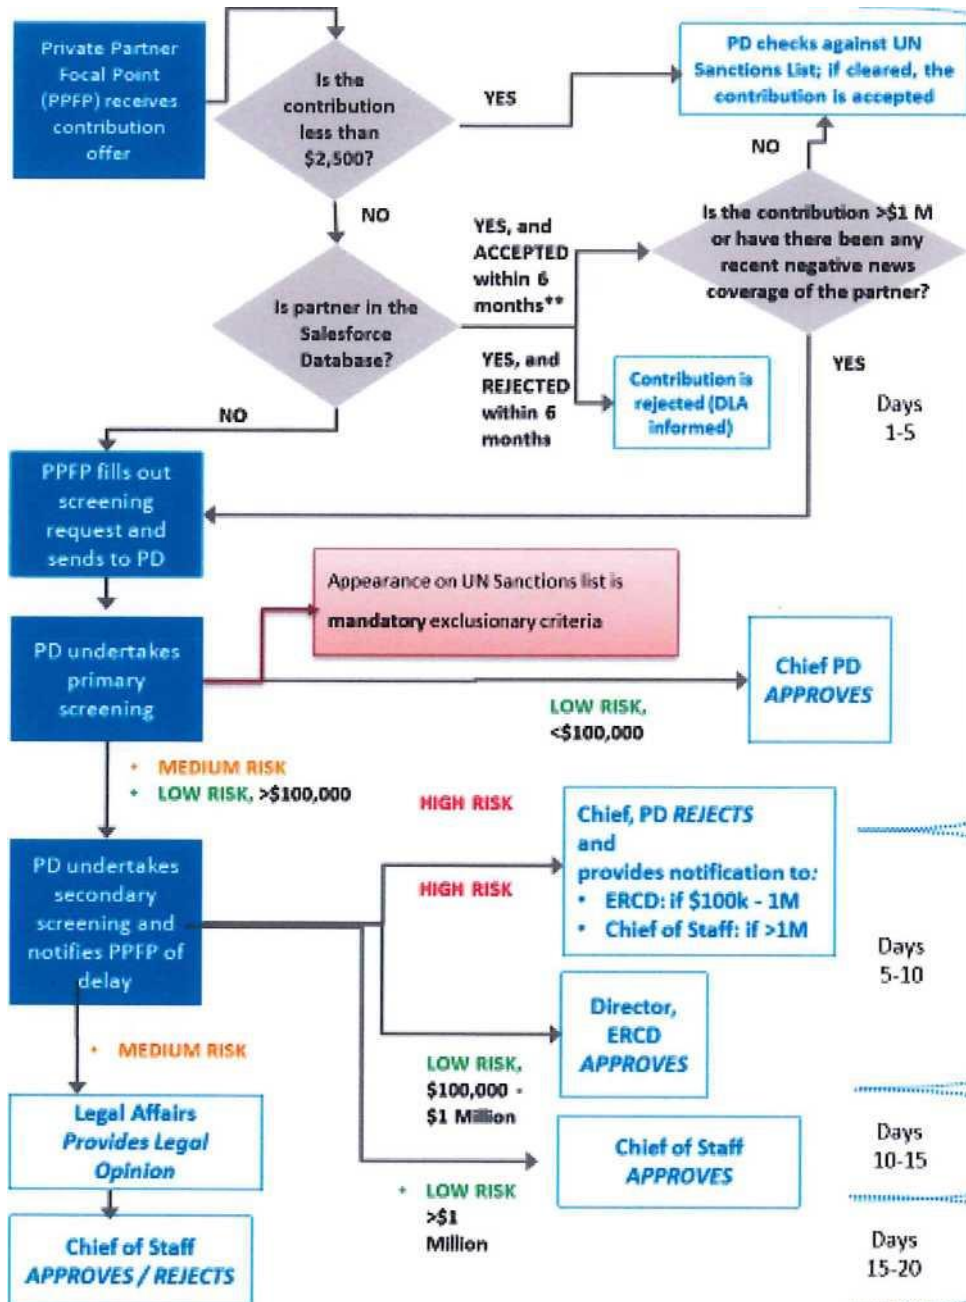 Private Partner
Focal Point
(PPFP) receives
contribution
offer
Is the
contribution
less than
$2,500?
YES
PD checks against UN
Sanctions List; if cleared, the
contribution is accepted
NO
NO
Is the contribution >$1 M
or have there been any
recent negative news
coverage of the partner?
YES, and
ACCEPTED
within 6
months**
Is partner in the
Salesforce
Database?
YES, and
REJECTED
within 6
months
Contribution is
rejected (DLA
informed)
YES
Days
1-5
NO
PPFP fills out
screening
request and
sends to PD
Appearance on UN Sanctions list is
mandatory exclusionary criteria
PD undertakes
primary
screening
Chief PD
APPROVES
LOW RISK,
<$100,000
• MEDIUM RISK
• LOW RISK, >$100,000
HIGH RISK
Chief, PD REJECTS
and
provides notification to:
• ERCD: if $100k - 1M
• Chief of Staff: if >1M
HIGH RISK
PD undertakes
secondary
screening and
notifies PPFP of
delay
Days
5-10
Director,
ERCD
APPROVES
• MEDIUM RISK
LOW RISK,
$100,000 -
$1 Million
Legal Affairs
Provides Legal
Opinion
Chief of Staff
APPROVES
Days
10-15
• LOW RISK
>$1
Million
Chief of Staff
APPROVES / REJECTS
Days
15-20